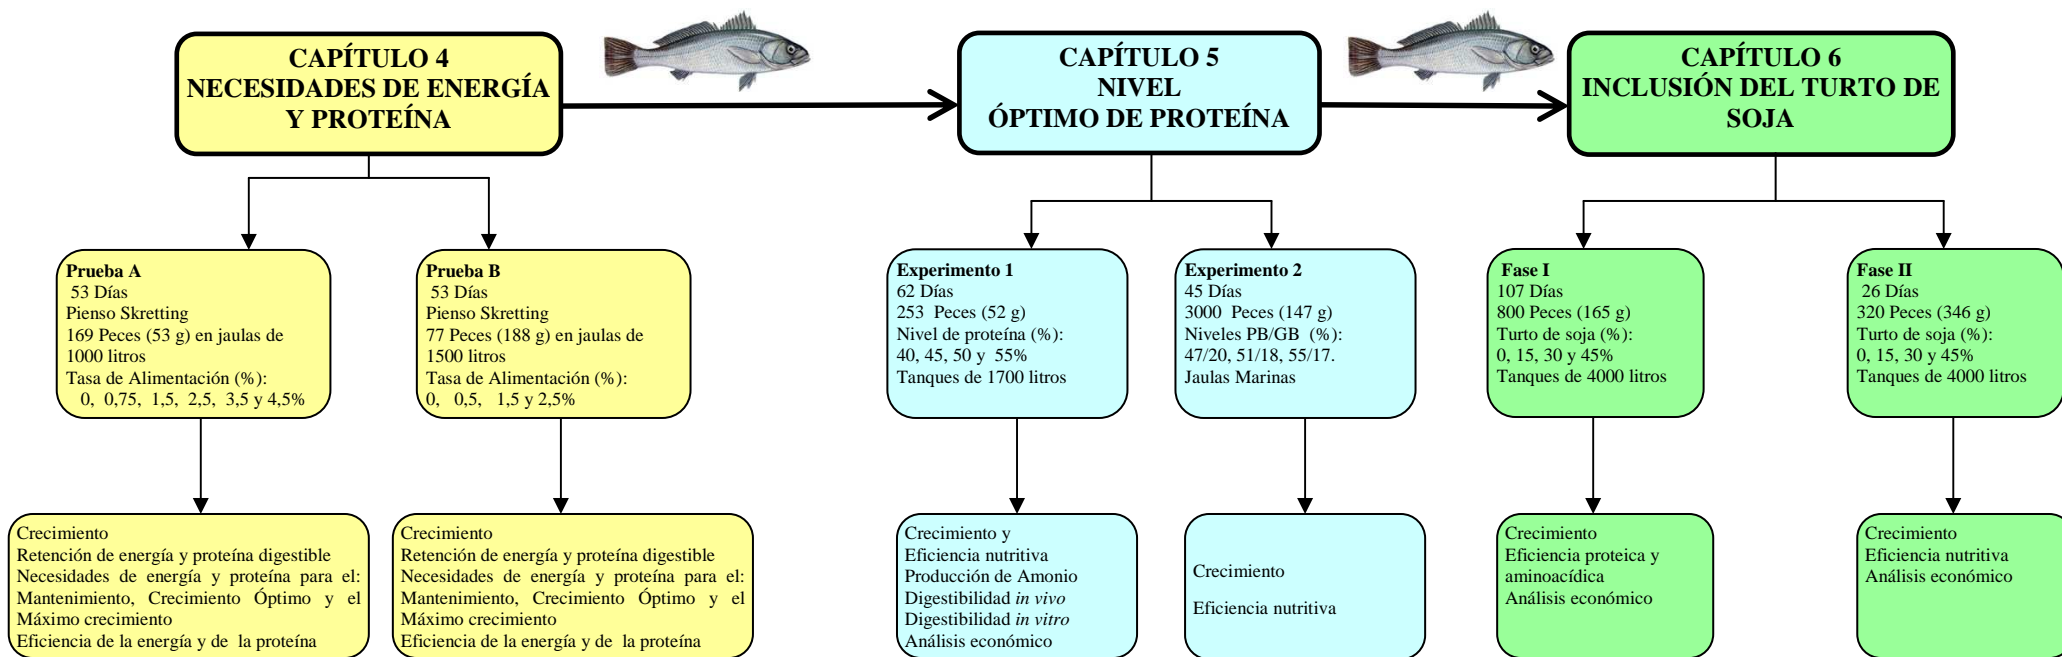 CAPÍTULO 4
NECESIDADES DE ENERGÍA
Y PROTEÍNA
CAPÍTULO 5
NIVEL
ÓPTIMO DE PROTEÍNA
CAPÍTULO 6
INCLUSIÓN DEL TURTO DE
SOJA
Prueba A
53 Días
Pienso Skretting
169 Peces (53 g) en jaulas de
1000 litros
Tasa de Alimentación (%):
0, 0,75, 1,5, 2,5, 3,5 y 4,5%
Prueba B
53 Días
Pienso Skretting
77 Peces (188 g) en jaulas de
1500 litros
Tasa de Alimentación (%):
0, 0,5, 1,5 y 2,5%
Experimento 1
62 Días
253 Peces (52 g)
Nivel de proteína (%):
40, 45, 50 y 55%
Tanques de 1700 litros
Experimento 2
45 Días
3000 Peces (147 g)
Niveles PB/GB (%):
47/20, 51/18, 55/17.
Jaulas Marinas
Fase I
107 Días
800 Peces (165 g)
Turto de soja (%):
0, 15, 30 y 45%
Tanques de 4000 litros
Fase II
26 Días
320 Peces (346 g)
Turto de soja (%):
0, 15, 30 y 45%
Tanques de 4000 litros
Crecimiento
Retención de energía y proteína digestible
Necesidades de energía y proteína para el:
Mantenimiento, Crecimiento Óptimo y el
Máximo crecimiento
Eficiencia de la energía y de la proteína
Crecimiento
Retención de energía y proteína digestible
Necesidades de energía y proteína para el:
Mantenimiento, Crecimiento Óptimo y el
Máximo crecimiento
Eficiencia de la energía y de la proteína
Crecimiento y
Eficiencia nutritiva
Producción de Amonio
Digestibilidad in vivo
Digestibilidad in vitro
Análisis económico
Crecimiento
Eficiencia nutritiva
Crecimiento
Eficiencia proteica y
aminoacídica
Análisis económico
Crecimiento
Eficiencia nutritiva
Análisis económico